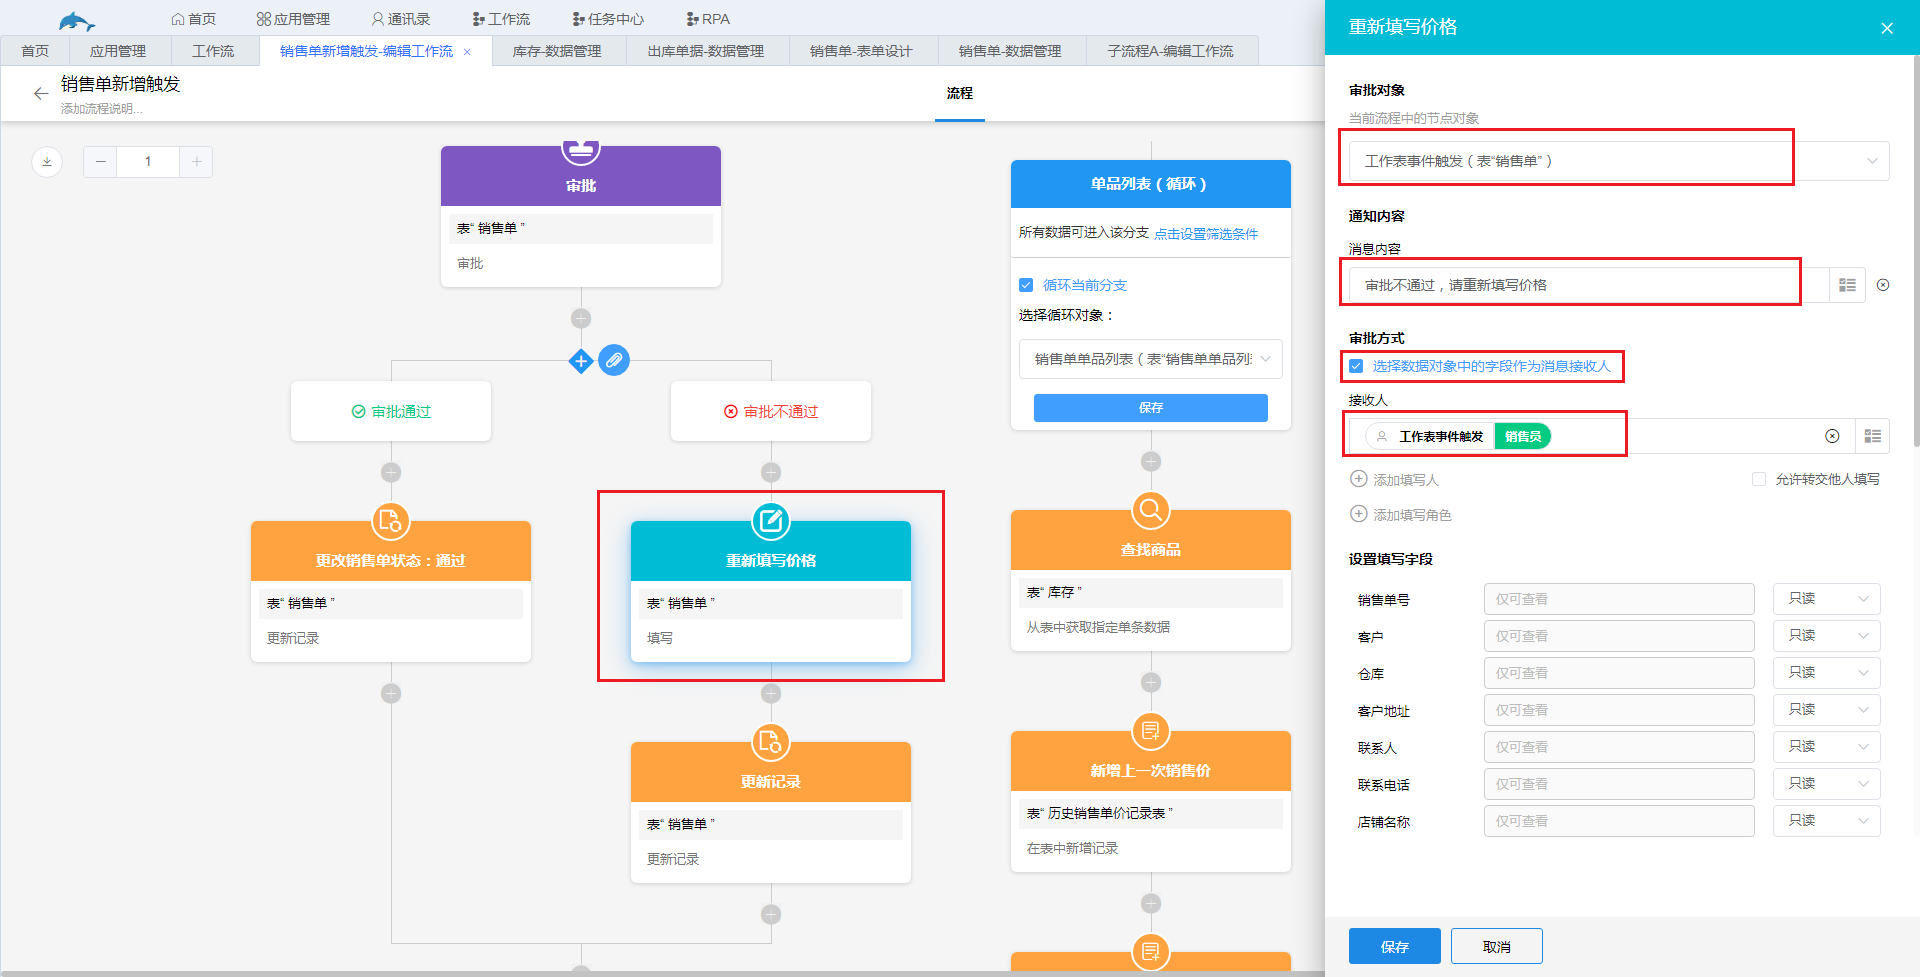 首页
应用管理
通讯录
工作流
任务中心
RPA
首页
应用管理
工作流
销售单新增触发-编辑工作流 ×
库存-数据管理
出库单据-数据管理
销售单-表单设计
销售单-数据管理
子流程A-编辑工作流
销售单新增触发
添加流程说明...
流程
1
审批
表“ 销售单 ”
审批
审批通过
审批不通过
更改销售单状态：通过
表“ 销售单 ”
更新记录
重新填写价格
表“ 销售单 ”
填写
更新记录
表“ 销售单 ”
更新记录
单品列表（循环）
所有数据可进入该分支 点击设置筛选条件
循环当前分支
选择循环对象：
销售单单品列表（表“销售单单品列
保存
查找商品
表“ 库存 ”
从表中获取指定单条数据
新增上一次销售价
表“ 历史销售单价记录表 ”
在表中新增记录
重新填写价格
审批对象
当前流程中的节点对象
工作表事件触发（表“销售单”）
通知内容
消息内容
审批不通过，请重新填写价格
审批方式
选择数据对象中的字段作为消息接收人
接收人
工作表事件触发 销售员
添加填写人
允许转交他人填写
添加填写角色
设置填写字段
销售单号 仅可查看 只读
客户 仅可查看 只读
仓库 仅可查看 只读
客户地址 仅可查看 只读
联系人 仅可查看 只读
联系电话 仅可查看 只读
店铺名称 仅可查看 只读
保存
取消